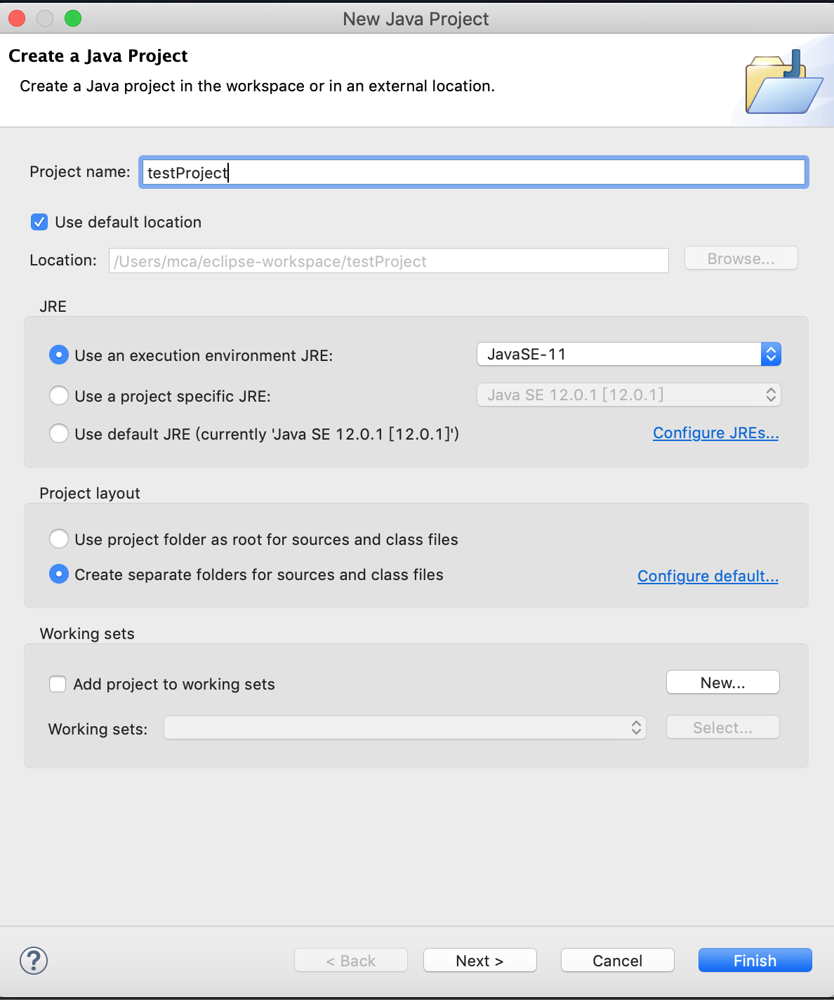 New Java Project
Create a Java Project
Create a Java project in the workspace or in an external location.
Project name: testProject
Use default location
Location: /Users/mca/eclipse-workspace/testProject Browse...
JRE
Use an execution environment JRE: JavaSE-11
Use a project specific JRE: Java SE 12.0.1 [12.0.1]
Use default JRE (currently 'Java SE 12.0.1 [12.0.1]') Configure JREs...
Project layout
Use project folder as root for sources and class files
Create separate folders for sources and class files Configure default...
Working sets
Add project to working sets New...
Working sets: Select...
? < Back Next > Cancel Finish